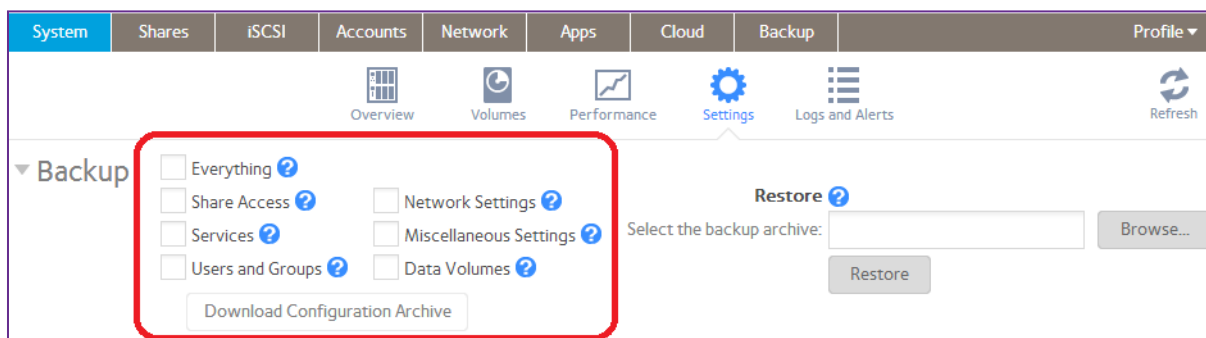 System Shares iSCSI Accounts Network Apps Cloud Backup Profile
Overview Volumes Performance Settings Logs and Alerts Refresh
Backup
Everything ?
Share Access ? Network Settings ?
Services ? Miscellaneous Settings ?
Users and Groups ? Data Volumes ?
Download Configuration Archive
Restore ?
Select the backup archive: Browse...
Restore